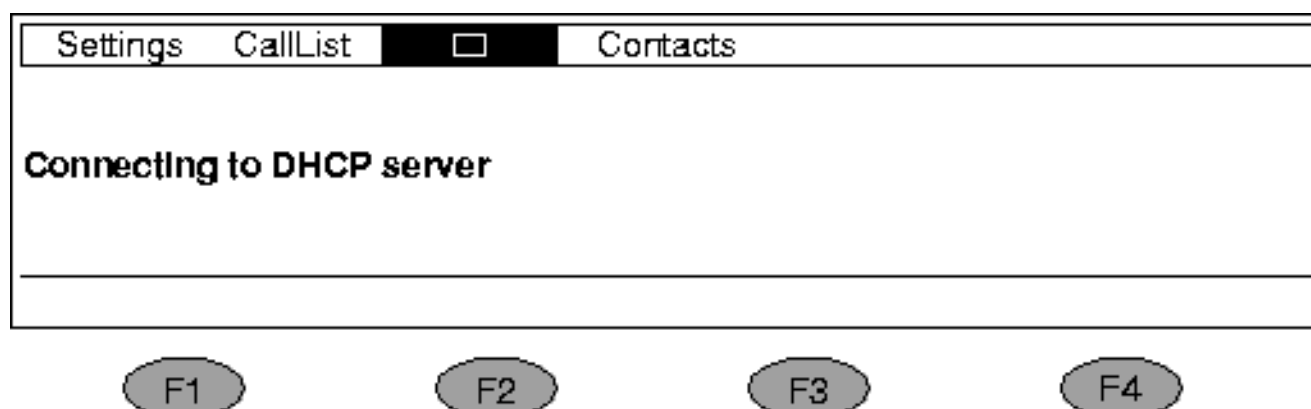 Settings CallList Contacts
Connecting to DHCP server
F1 F2 F3 F4